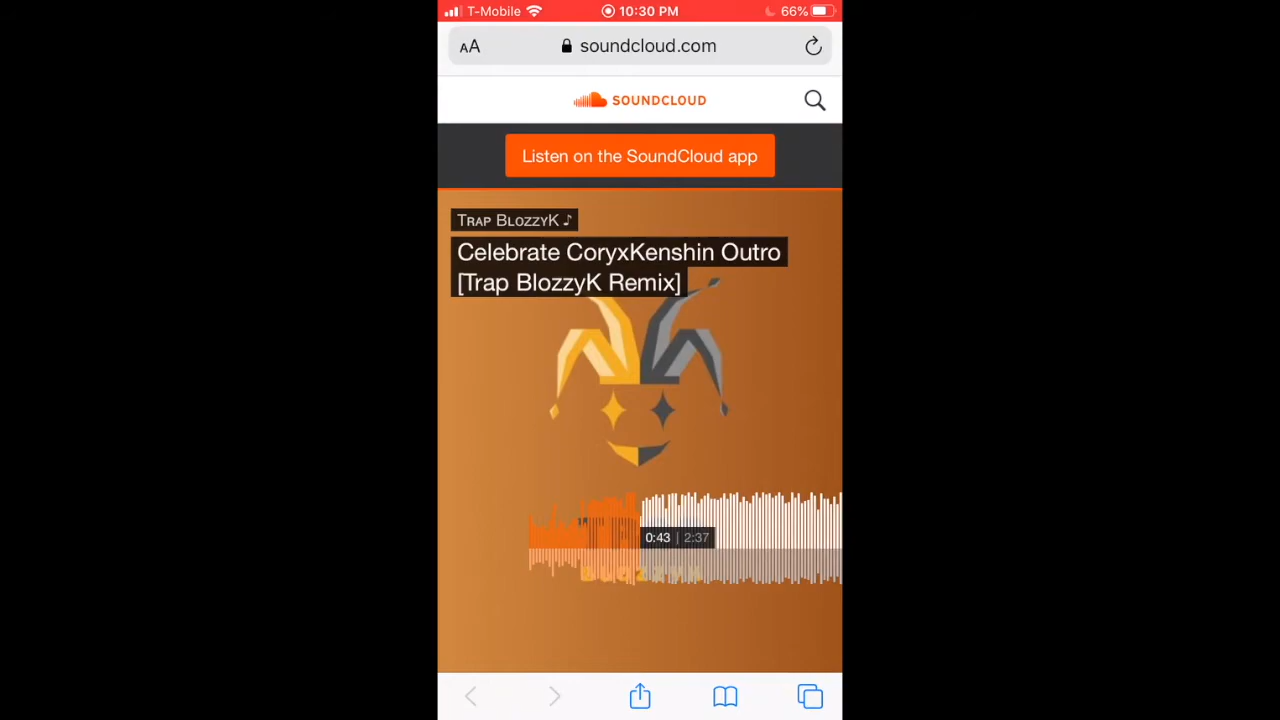 T-Mobile 10:30 PM 66%
AA soundcloud.com
SOUNDCLOUD
Listen on the SoundCloud app
Trap BlozzyK ♪
Celebrate CoryxKenshin Outro
[Trap BlozzyK Remix]
0:43 | 2:37